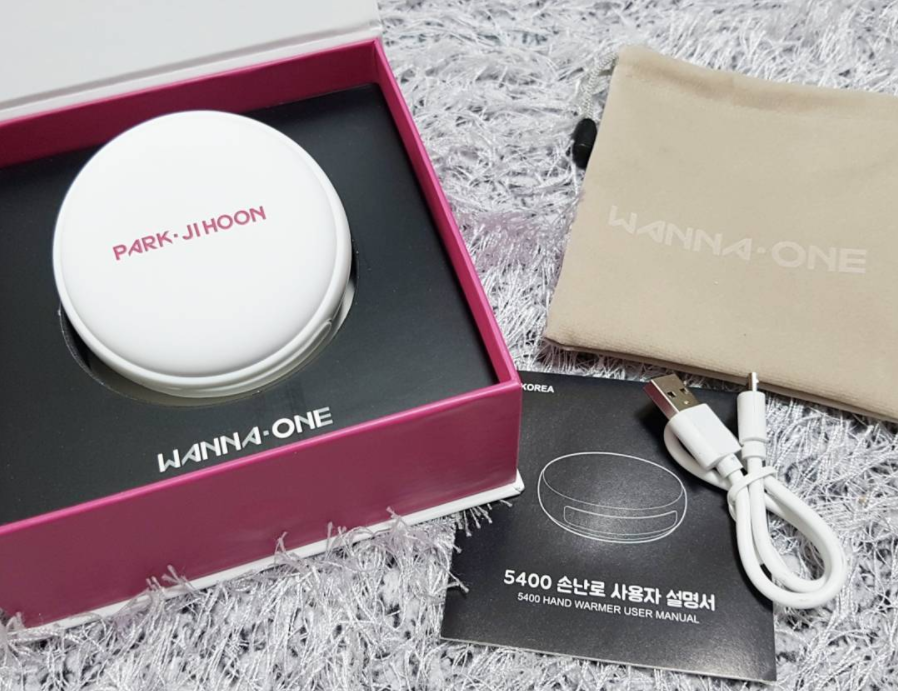 PARK·JIHOON
WANNA·ONE
WANNA·ONE
KOREA
5400 손난로 사용자 설명서
5400 HAND WARMER USER MANUAL